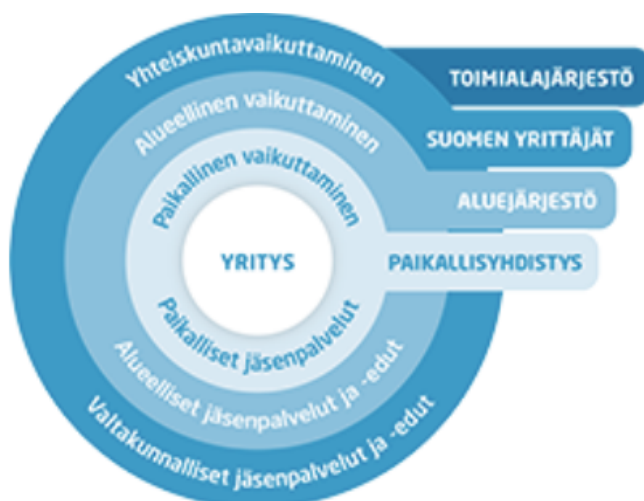 Yhteiskuntavaikuttaminen
TOIMIALAJÄRJESTÖ
Alueellinen vaikuttaminen
SUOMEN YRITTÄJÄT
Paikallinen vaikuttaminen
ALUEJÄRJESTÖ
YRITYS
PAIKALLISYHDISTYS
Paikalliset jäsenpalvelut
Alueelliset jäsenpalvelut ja -edut
Valtakunnalliset jäsenpalvelut ja -edut